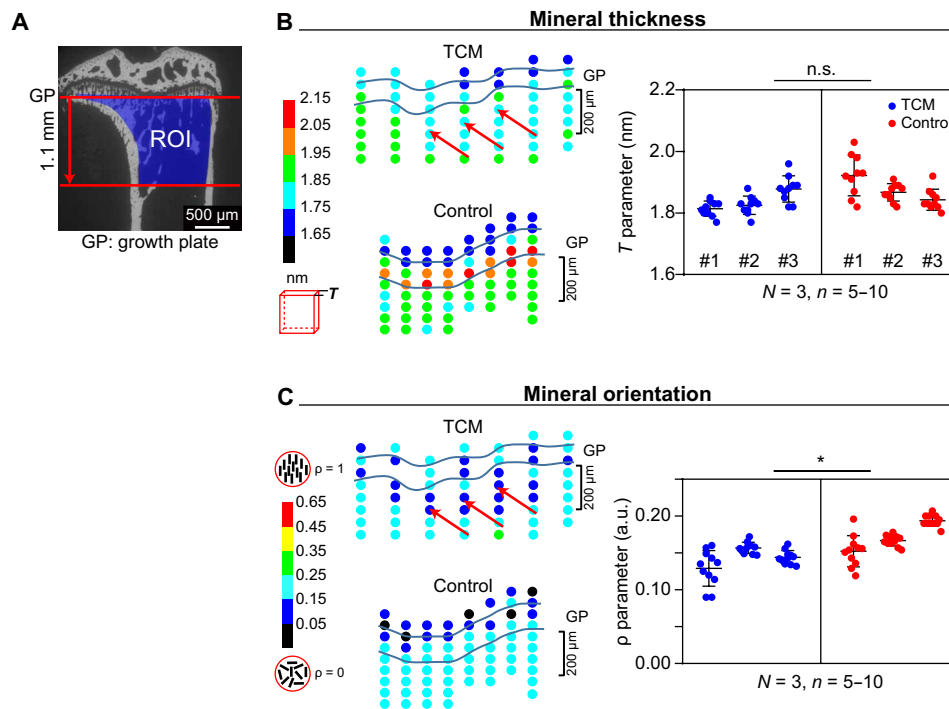 A
GP
1.1 mm
ROI
500 µm
GP: growth plate
B
Mineral thickness
TCM
GP
200 µm
2.15
2.05
1.95
1.85
1.75
1.65
nm
T
Control
GP
200 µm
n.s.
2.2
2.0
1.8
1.6
T parameter (nm)
TCM
Control
#1 #2 #3 #1 #2 #3
N = 3, n = 5–10
C
Mineral orientation
TCM
GP
200 µm
ρ = 1
0.65
0.45
0.35
0.25
0.15
0.05
ρ = 0
Control
GP
200 µm
*
0.20
0.10
0.00
ρ parameter (a.u.)
N = 3, n = 5–10